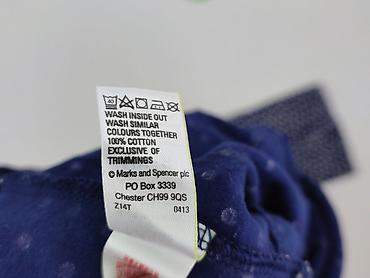 40
WASH INSIDE OUT
WASH SIMILAR
COLOURS TOGETHER
100% COTTON
EXCLUSIVE OF
TRIMMINGS
© Marks and Spencer plc
PO Box 3339
Chester CH99 9QS
Z14T 0413